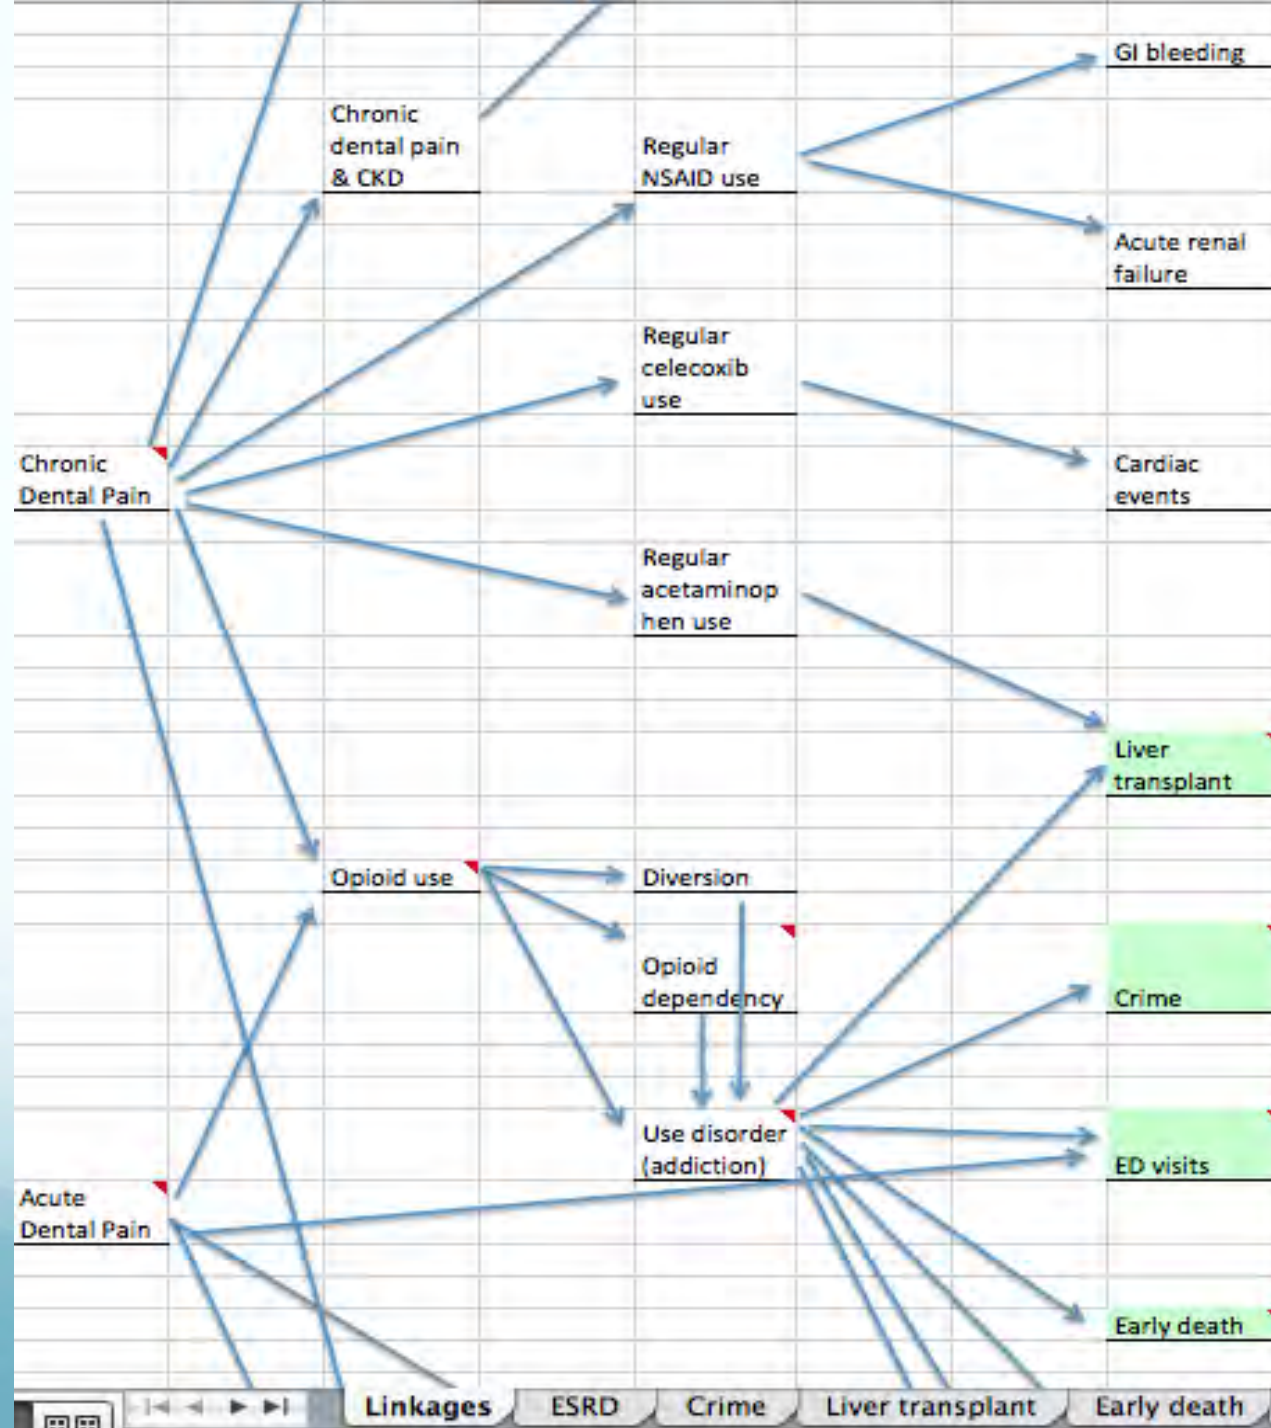 GI bleeding
Chronic
dental pain
& CKD
Regular
NSAID use
Acute renal
failure
Regular
celecoxib
use
Chronic
Dental Pain
Cardiac
events
Regular
acetaminop
hen use
Liver
transplant
Opioid use
Diversion
Opioid
dependency
Crime
Use disorder
(addiction)
ED visits
Acute
Dental Pain
Early death
Linkages
ESRD
Crime
Liver transplant
Early death